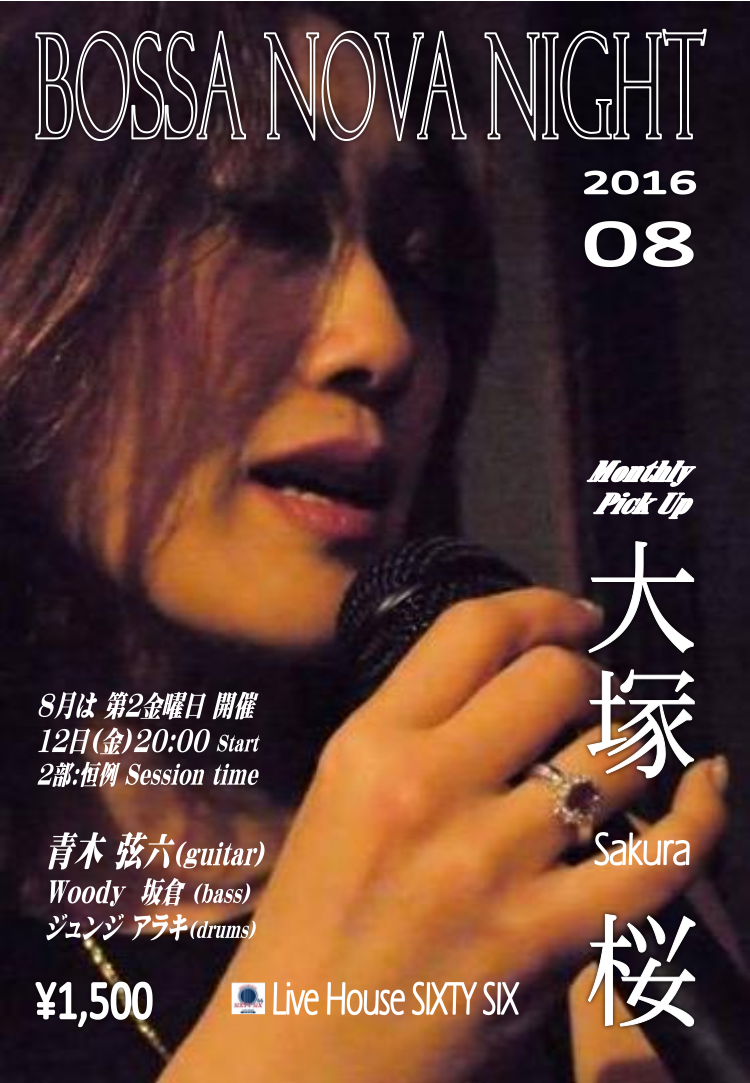 BOSSA NOVA NIGHT
2016
08
Monthly
Pick Up
大塚
Sakura
桜
8月は 第2金曜日 開催
12日(金)20:00 Start
2部:恒例 Session time
青木 弦六(guitar)
Woody 坂倉 (bass)
ジュンジ アラキ(drums)
¥1,500
Live House SIXTY SIX